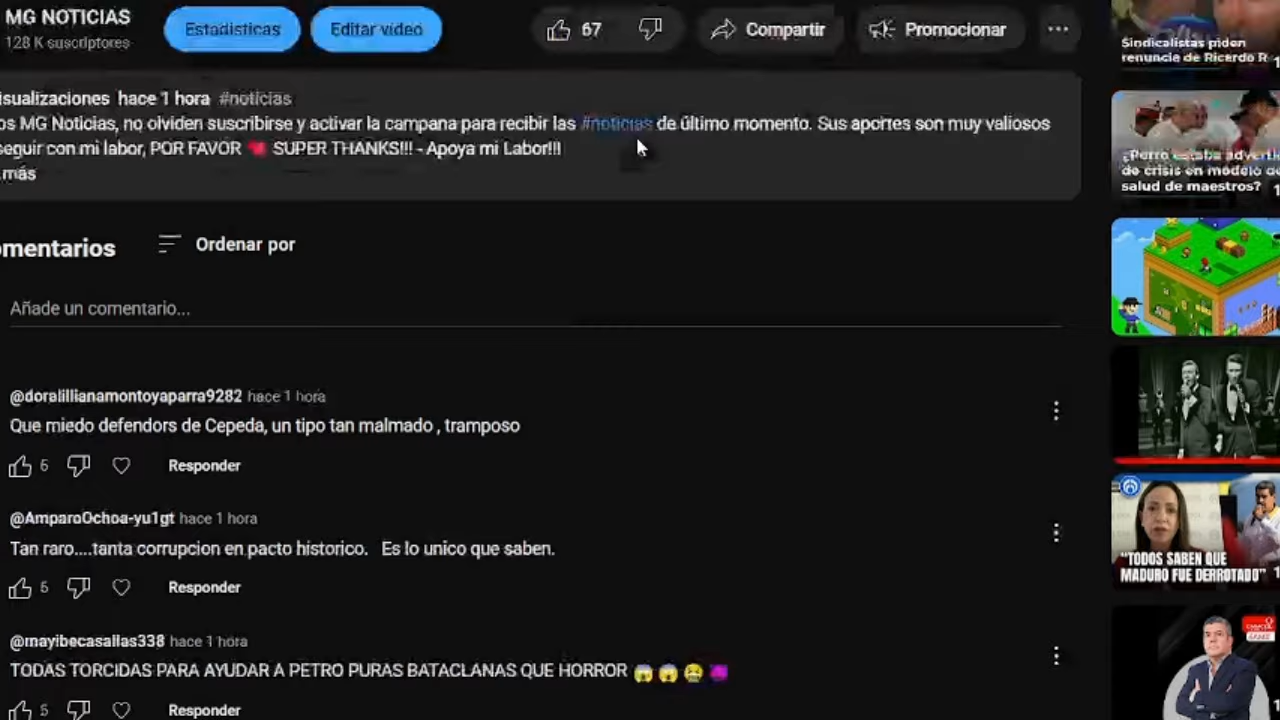 MG NOTICIAS
128 K suscriptores
Estadísticas
Editar video
67
Compartir
Promocionar
isualizaciones hace 1 hora #noticias
os MG Noticias, no olviden suscribirse y activar la campana para recibir las #noticias de último momento. Sus aportes son muy valiosos
seguir con mi labor, POR FAVOR SUPER THANKS!!! - Apoya mi Labor!!!
.más
omentarios
Ordenar por
Añade un comentario...
@doralillianamontoyaparra9282 hace 1 hora
Que miedo defendors de Cepeda, un tipo tan malmado , tramposo
6
Responder
@AmparoOchoa-yu1gt hace 1 hora
Tan raro....tanta corrupcion en pacto historico. Es lo unico que saben.
5
Responder
@mayibecasallas338 hace 1 hora
TODAS TORCIDAS PARA AYUDAR A PETRO PURAS BATACLANAS QUE HORROR 😱😱🤮😈
5
Responder
Sindicalistas piden
renuncia de Ricardo R
¿Petro estaba adverti
de crisis en modelo de
salud de maestros?
"TODOS SABEN QUE
MADURO FUE DERROTADO"